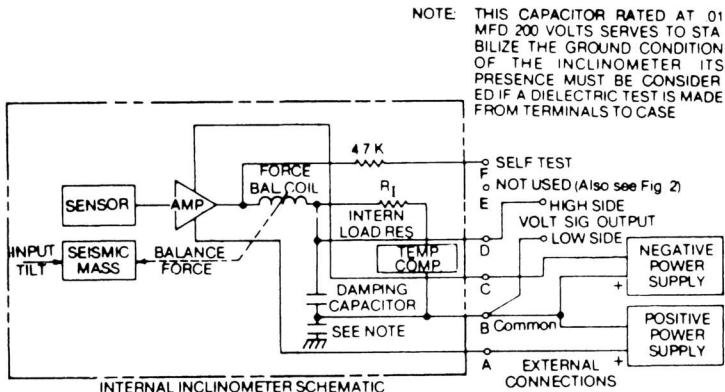 NOTE: THIS CAPACITOR RATED AT 01
MFD 200 VOLTS SERVES TO STA
BILIZE THE GROUND CONDITION
OF THE INCLINOMETER ITS
PRESENCE MUST BE CONSIDER
ED IF A DIELECTRIC TEST IS MADE
FROM TERMINALS TO CASE
4 7 K
SELF TEST
F
FORCE
BAL COIL
NOT USED (Also see Fig 2)
E
SENSOR
AMP
RI
HIGH SIDE
INTERN
LOAD RES
VOLT SIG OUTPUT
D
LOW SIDE
INPUT
TILT
SEISMIC
MASS
BALANCE
FORCE
TEMP
COMP
NEGATIVE
POWER
SUPPLY
+
C
DAMPING
CAPACITOR
B
Common
SEE NOTE
POSITIVE
POWER
SUPPLY
+
A
EXTERNAL
CONNECTIONS
INTERNAL INCLINOMETER SCHEMATIC